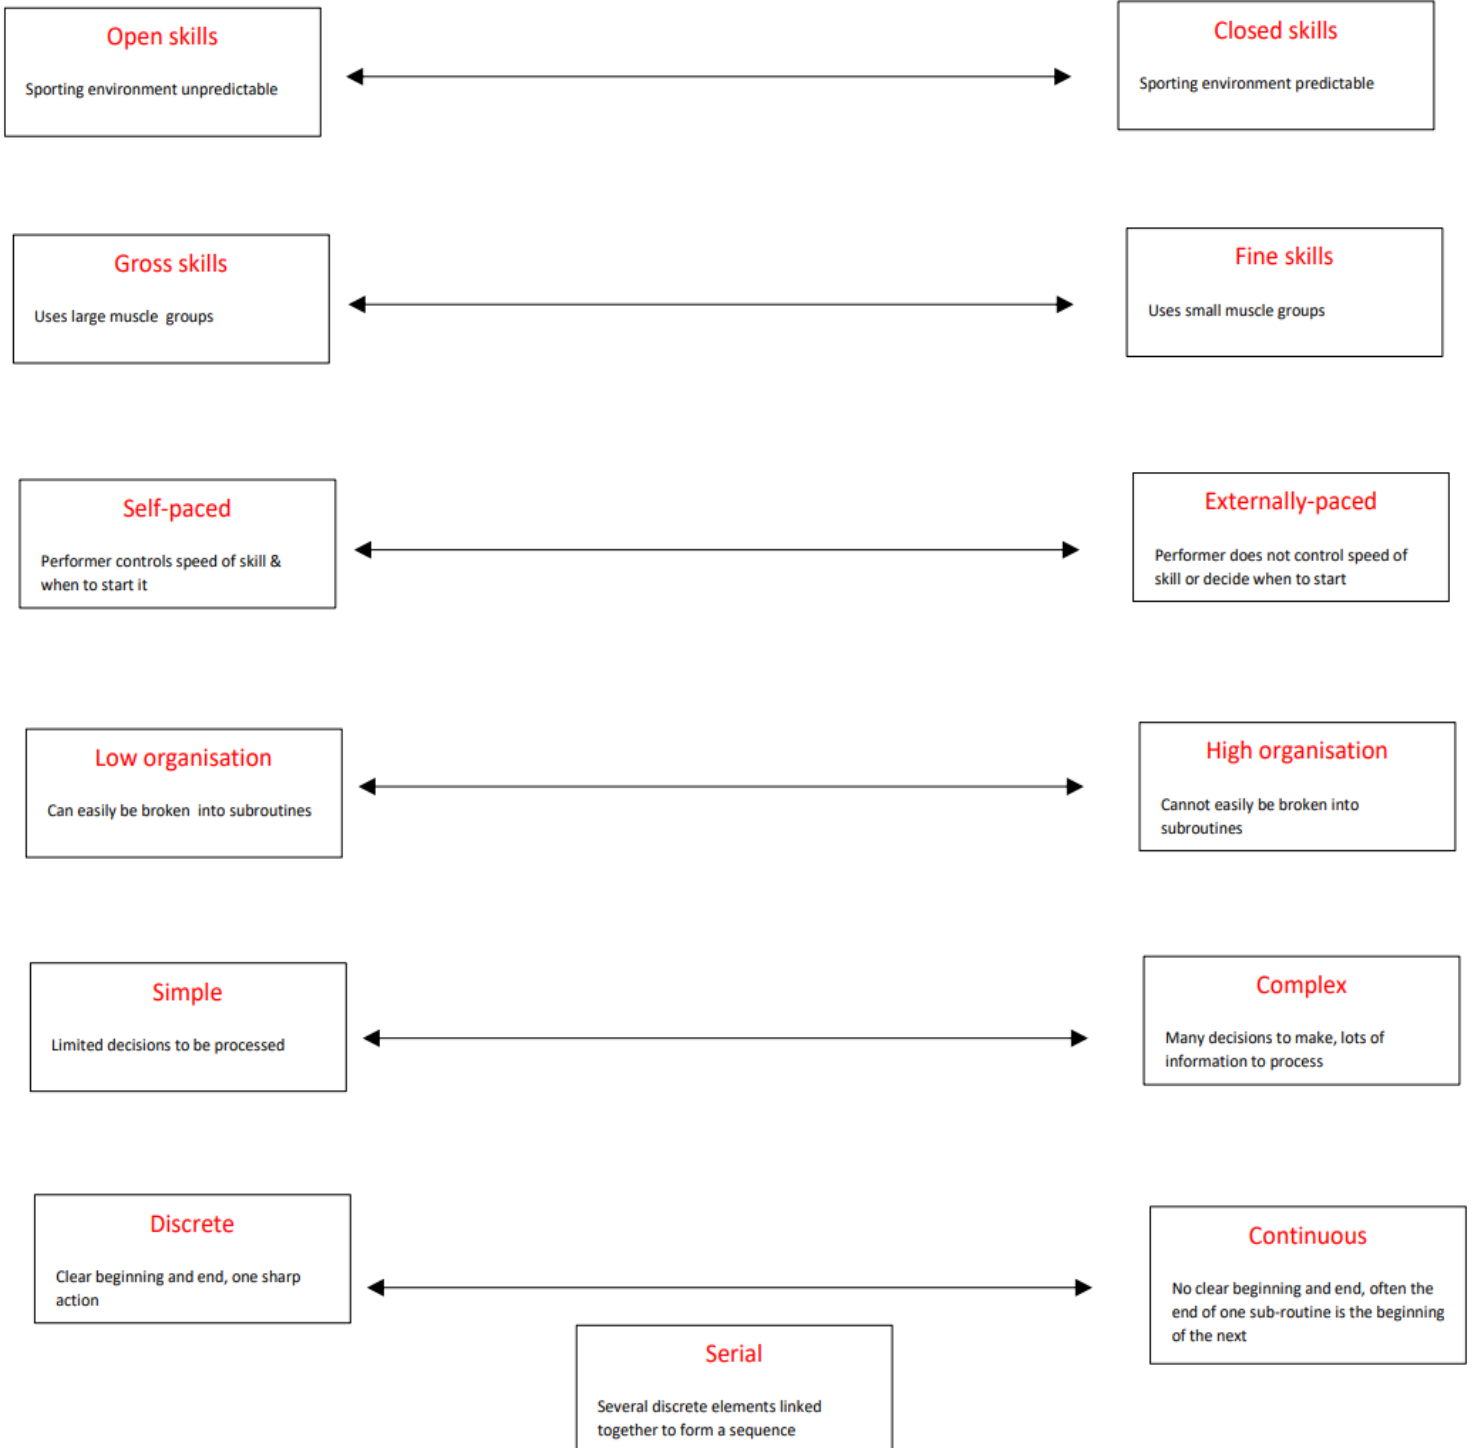 Open skills
Sporting environment unpredictable
Closed skills
Sporting environment predictable
Gross skills
Uses large muscle groups
Fine skills
Uses small muscle groups
Self-paced
Performer controls speed of skill &
when to start it
Externally-paced
Performer does not control speed of
skill or decide when to start
Low organisation
Can easily be broken into subroutines
High organisation
Cannot easily be broken into
subroutines
Simple
Limited decisions to be processed
Complex
Many decisions to make, lots of
information to process
Discrete
Clear beginning and end, one sharp
action
Continuous
No clear beginning and end, often the
end of one sub-routine is the beginning
of the next
Serial
Several discrete elements linked
together to form a sequence